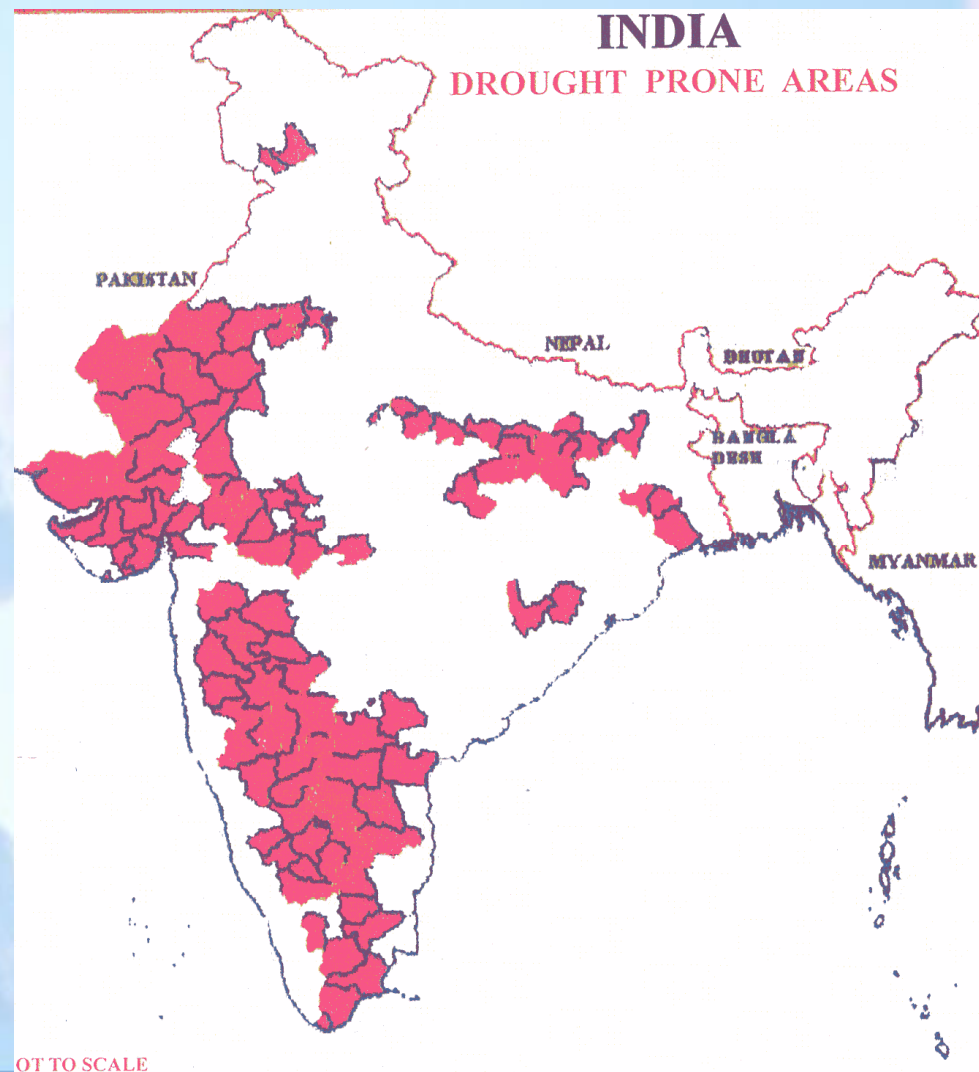 INDIA
DROUGHT PRONE AREAS
PAKISTAN
NEPAL
BHUTAN
BANGLA
DESH
MYANMAR
OT TO SCALE